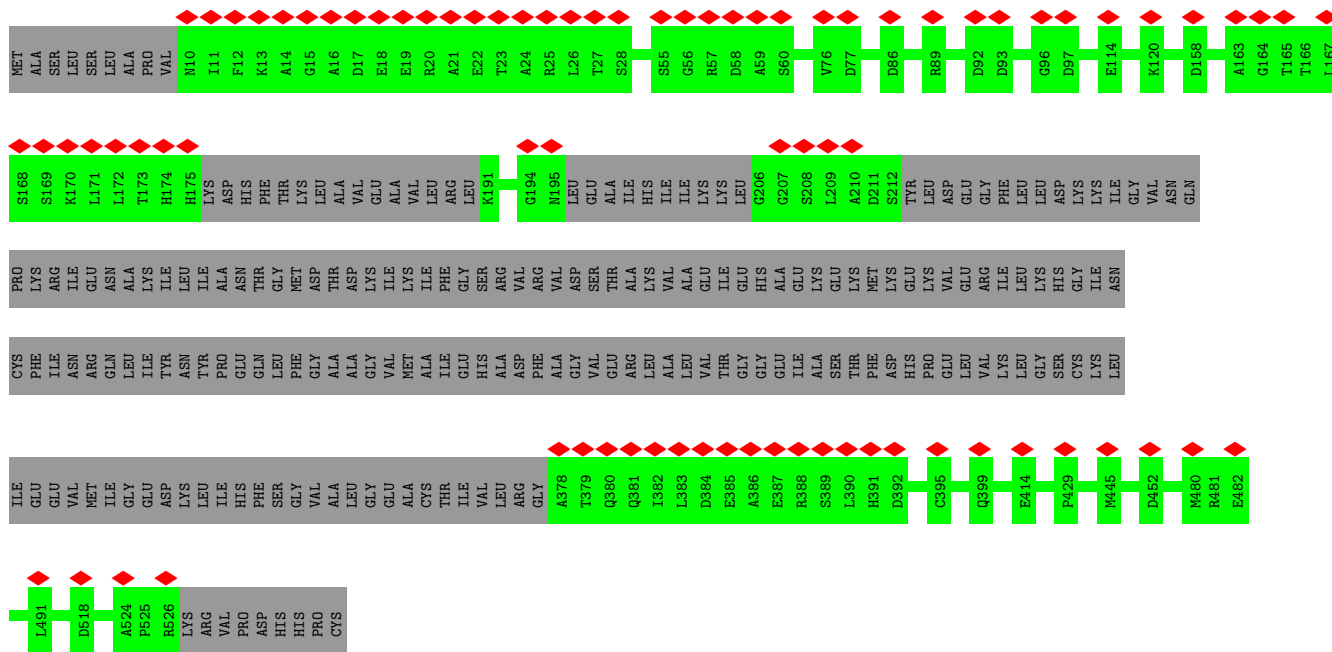 MET ALA SER LEU SER LEU ALA PRO VAL N10 I11 F12 K13 A14 G15 A16 D17 E18 E19 R20 A21 E22 T23 A24 R25 L26 T27 S28 S55 G56 R57 D58 A59 S60 V76 D77 D86 R89 D92 D93 G96 D97 E114 K120 D158 A163 G164 T165 T166 L167
S168 S169 K170 L171 L172 T173 H174 H175 LYS ASP HIS PHE THR LYS LEU ALA VAL GLU ALA VAL LEU ARG LEU K191 G194 N195 LEU GLU ALA ILE HIS ILE ILE LYS LYS LEU G206 G207 S208 L209 A210 D211 S212 TYR LEU ASP GLU GLY PHE LEU LEU ASP LYS LYS ILE GLY VAL ASN GLN
PRO LYS ARG ILE GLU ASN ALA LYS ILE LEU ILE ALA ASN THR GLY MET ASP THR ASP LYS ILE LYS ILE PHE GLY SER ARG VAL ARG VAL ASP SER THR ALA LYS VAL ALA GLU ILE GLU HIS ALA GLU LYS GLU LYS MET LYS GLU LYS VAL GLU ARG ILE LEU LYS HIS GLY ILE ASN
CYS PHE ILE ASN ARG GLN LEU ILE TYR ASN TYR PRO GLU GLN LEU PHE GLY ALA ALA GLY VAL MET ALA ILE GLU HIS ALA ASP PHE ALA GLY VAL GLU ARG LEU ALA LEU VAL THR GLY GLY GLU ILE ALA SER THR PHE ASP HIS PRO GLU LEU VAL LYS LEU GLY SER CYS LYS LEU
ILE GLU GLU VAL MET ILE GLY GLU ASP LYS LEU ILE HIS PHE SER GLY VAL ALA LEU GLY GLU ALA CYS THR ILE VAL LEU ARG GLY A378 T379 Q380 Q381 I382 L383 D384 E385 A386 E387 R388 S389 L390 H391 D392 C395 Q399 E414 P429 M445 D452 M480 R481 E482
L491 D518 A524 P525 R526 LYS ARG VAL PRO ASP HIS HIS PRO CYS